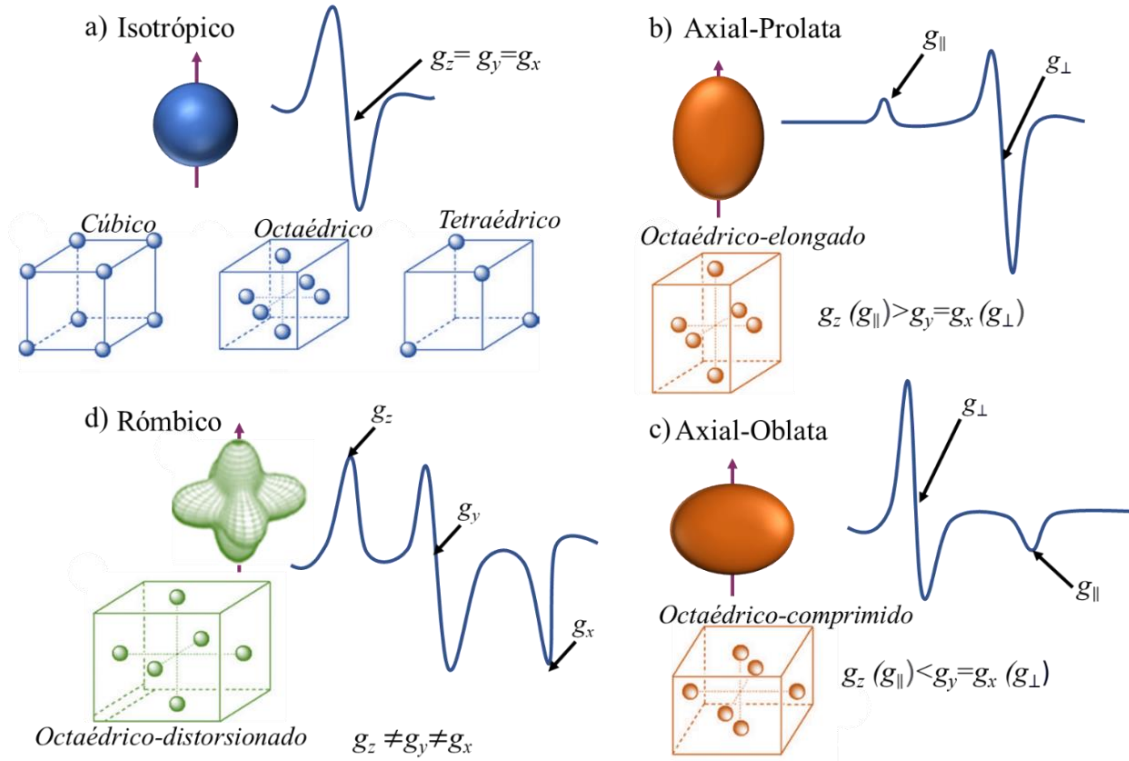 a) Isotrópico
g_z= g_y=g_x
Cúbico
Octaédrico
Tetraédrico
b) Axial-Prolata
g_∥
g_⊥
Octaédrico-elongado
g_z (g_∥)>g_y=g_x (g_⊥)
d) Rómbico
g_z
g_y
g_x
Octaédrico-distorsionado
g_z ≠g_y≠g_x
c) Axial-Oblata
g_⊥
g_∥
Octaédrico-comprimido
g_z (g_∥)<g_y=g_x (g_⊥)